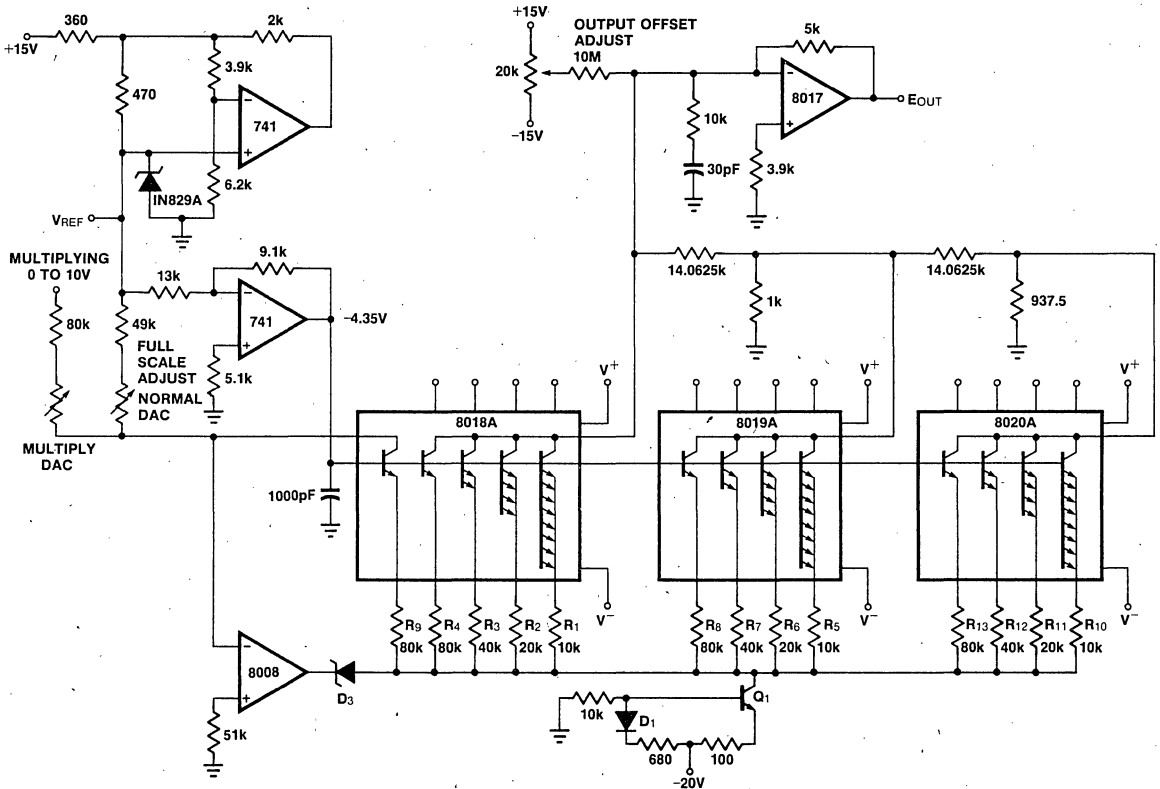 360
2k
+15V
3.9k
470
−
741
+
6.2k
IN829A
VREF
MULTIPLYING
0 TO 10V
13k
9.1k
−
741
+
−4.35V
80k
49k
FULL
SCALE
ADJUST
NORMAL
DAC
5.1k
MULTIPLY
DAC
1000pF
+15V
OUTPUT OFFSET
ADJUST
10M
20k
−15V
5k
−
8017
+
EOUT
10k
30pF
3.9k
14.0625k
1k
14.0625k
937.5
V+
V+
V+
8018A
8019A
8020A
V−
V−
V−
R9
80k
R4
80k
R3
40k
R2
20k
R1
10k
R8
80k
R7
40k
R6
20k
R5
10k
R13
80k
R12
40k
R11
20k
R10
10k
−
8008
+
D3
51k
10k
D1
Q1
680
100
−20V